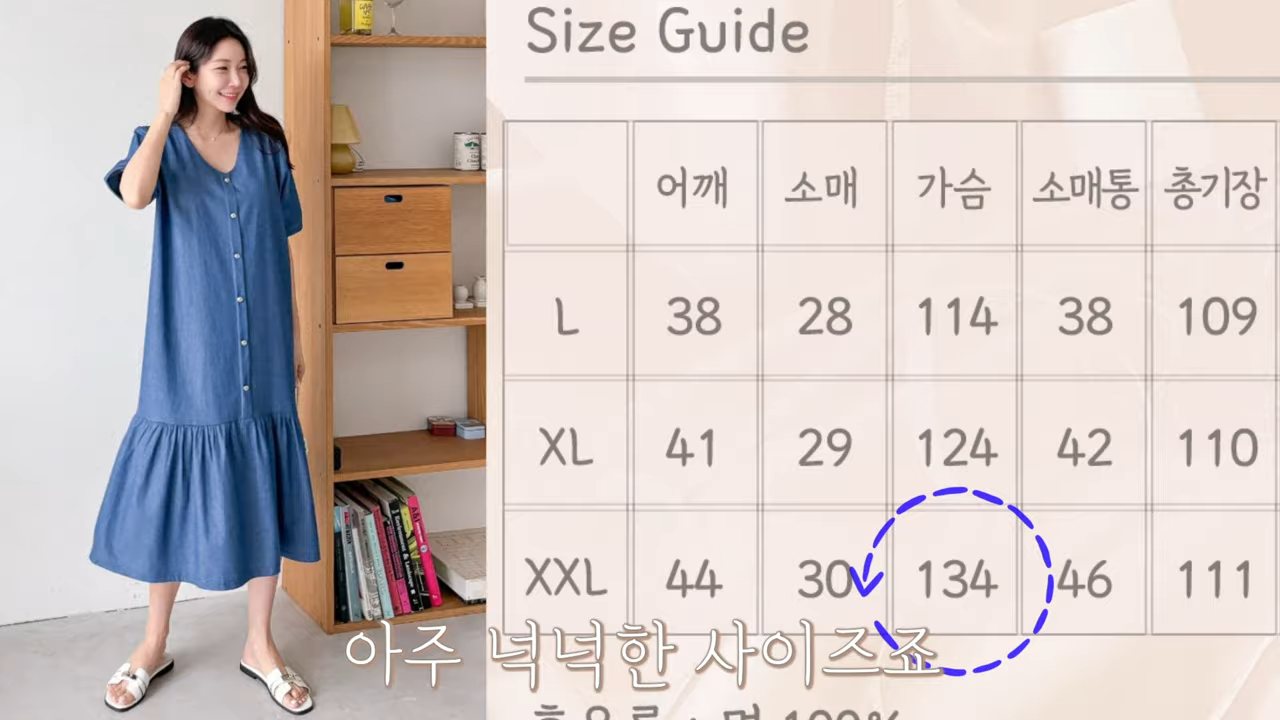 Size Guide
어깨 소매 가슴 소매통 총기장
L 38 28 114 38 109
XL 41 29 124 42 110
XXL 44 30 134 46 111
아주 넉넉한 사이즈죠